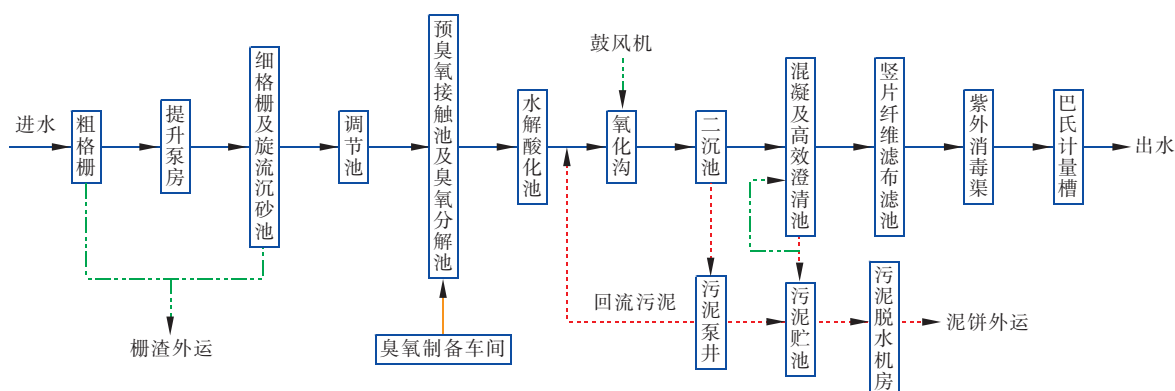 进水
粗格栅
提升泵房
细格栅及旋流沉砂池
调节池
预臭氧接触池及臭氧分解池
水解酸化池
鼓风机
氧化沟
二沉池
混凝及高效澄清池
竖片纤维滤布滤池
紫外消毒渠
巴氏计量槽
出水
栅渣外运
臭氧制备车间
回流污泥
污泥泵井
污泥贮池
污泥脱水机房
泥饼外运